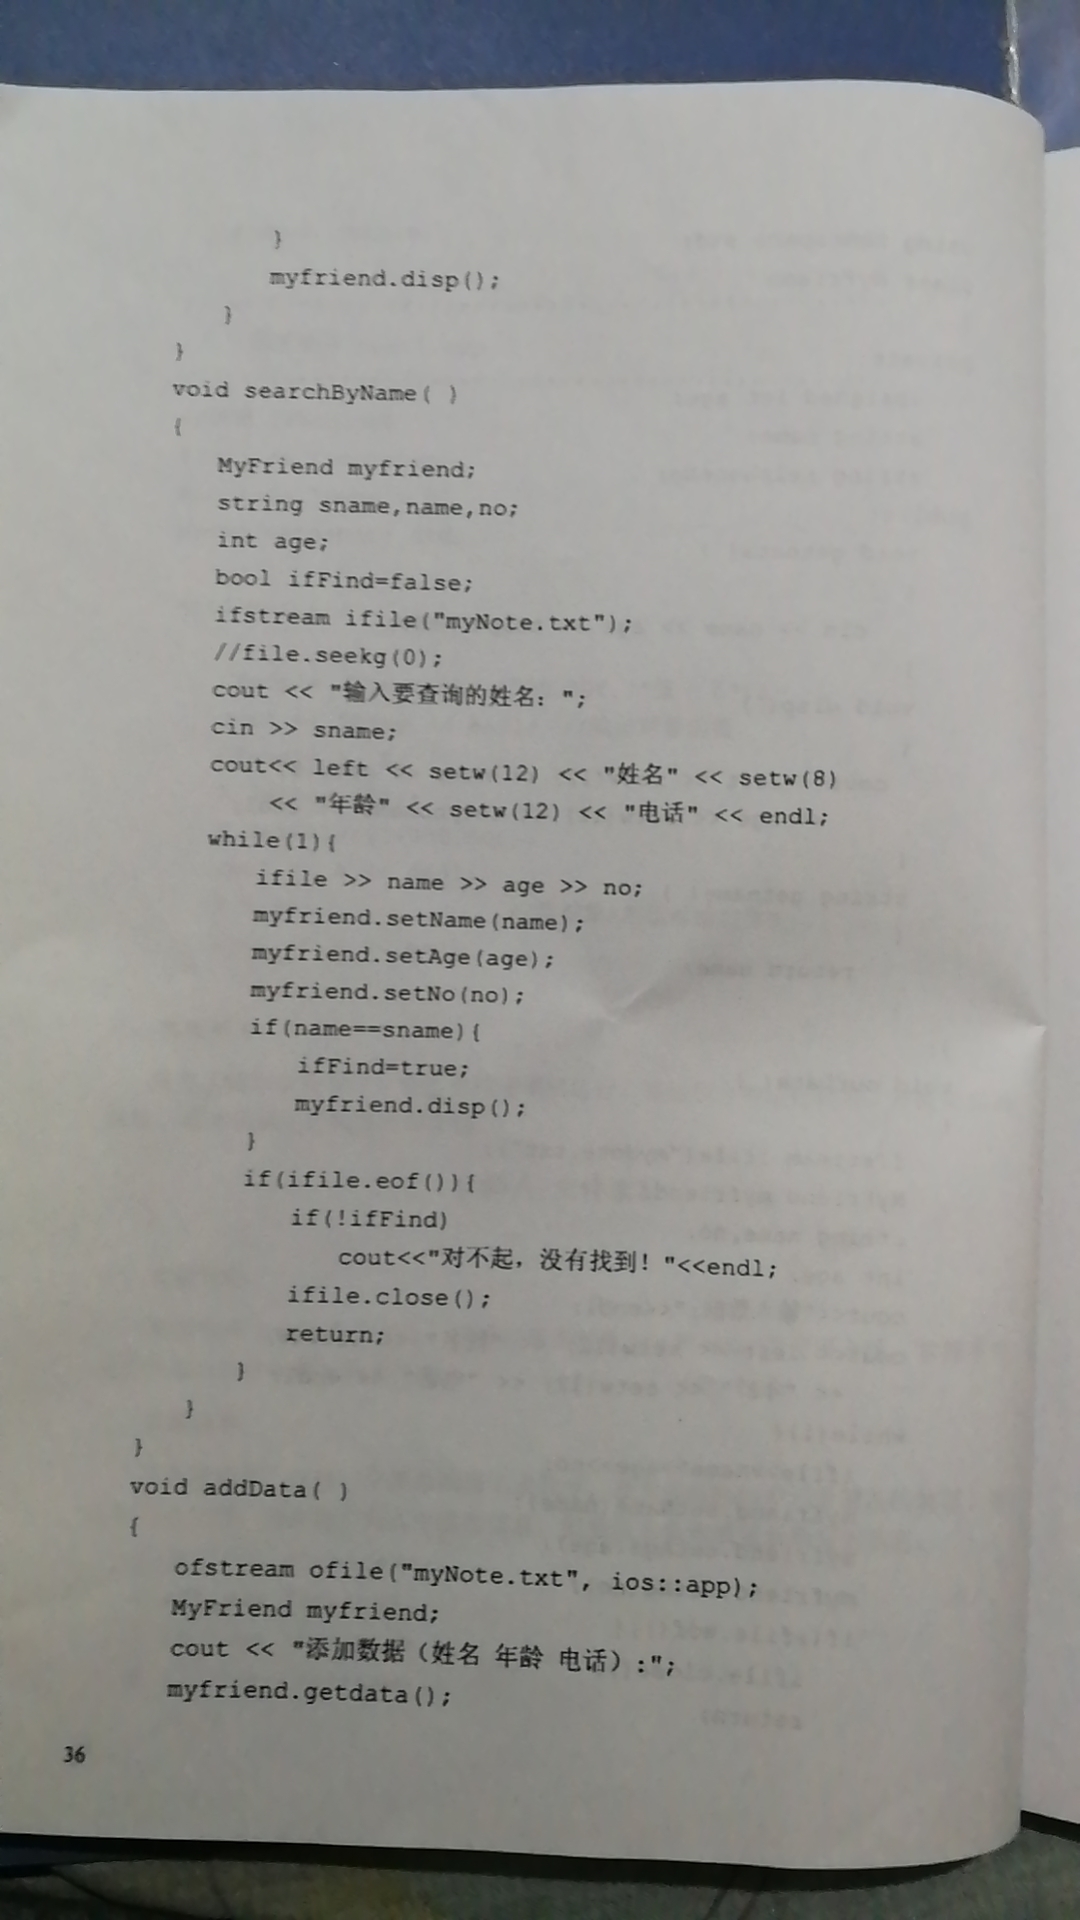 }
myfriend.disp();
}
}
void searchByName( )
{
MyFriend myfriend;
string sname,name,no;
int age;
bool ifFind=false;
ifstream ifile("myNote.txt");
//file.seekg(0);
cout << "输入要查询的姓名：";
cin >> sname;
cout<< left << setw(12) << "姓名" << setw(8)
<< "年龄" << setw(12) << "电话" << endl;
while(1){
ifile >> name >> age >> no;
myfriend.setName(name);
myfriend.setAge(age);
myfriend.setNo(no);
if(name==sname){
ifFind=true;
myfriend.disp();
}
if(ifile.eof()){
if(!ifFind)
cout<<"对不起，没有找到！"<<endl;
ifile.close();
return;
}
}
}
void addData( )
{
ofstream ofile("myNote.txt", ios::app);
MyFriend myfriend;
cout << "添加数据（姓名 年龄 电话）:";
myfriend.getdata();
36